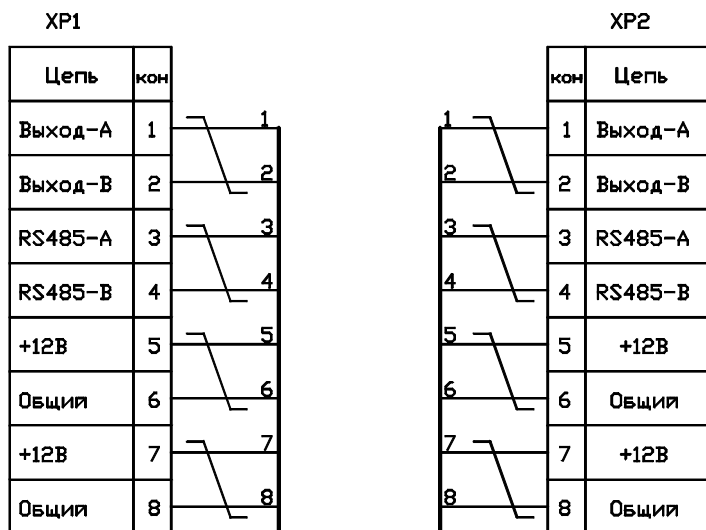 XP1 XP2
Цепь кон кон Цепь
Выход-А 1 1 1 1 Выход-А
Выход-В 2 2 2 2 Выход-В
RS485-А 3 3 3 3 RS485-А
RS485-В 4 4 4 4 RS485-В
+12В 5 5 5 5 +12В
Общий 6 6 6 6 Общий
+12В 7 7 7 7 +12В
Общий 8 8 8 8 Общий